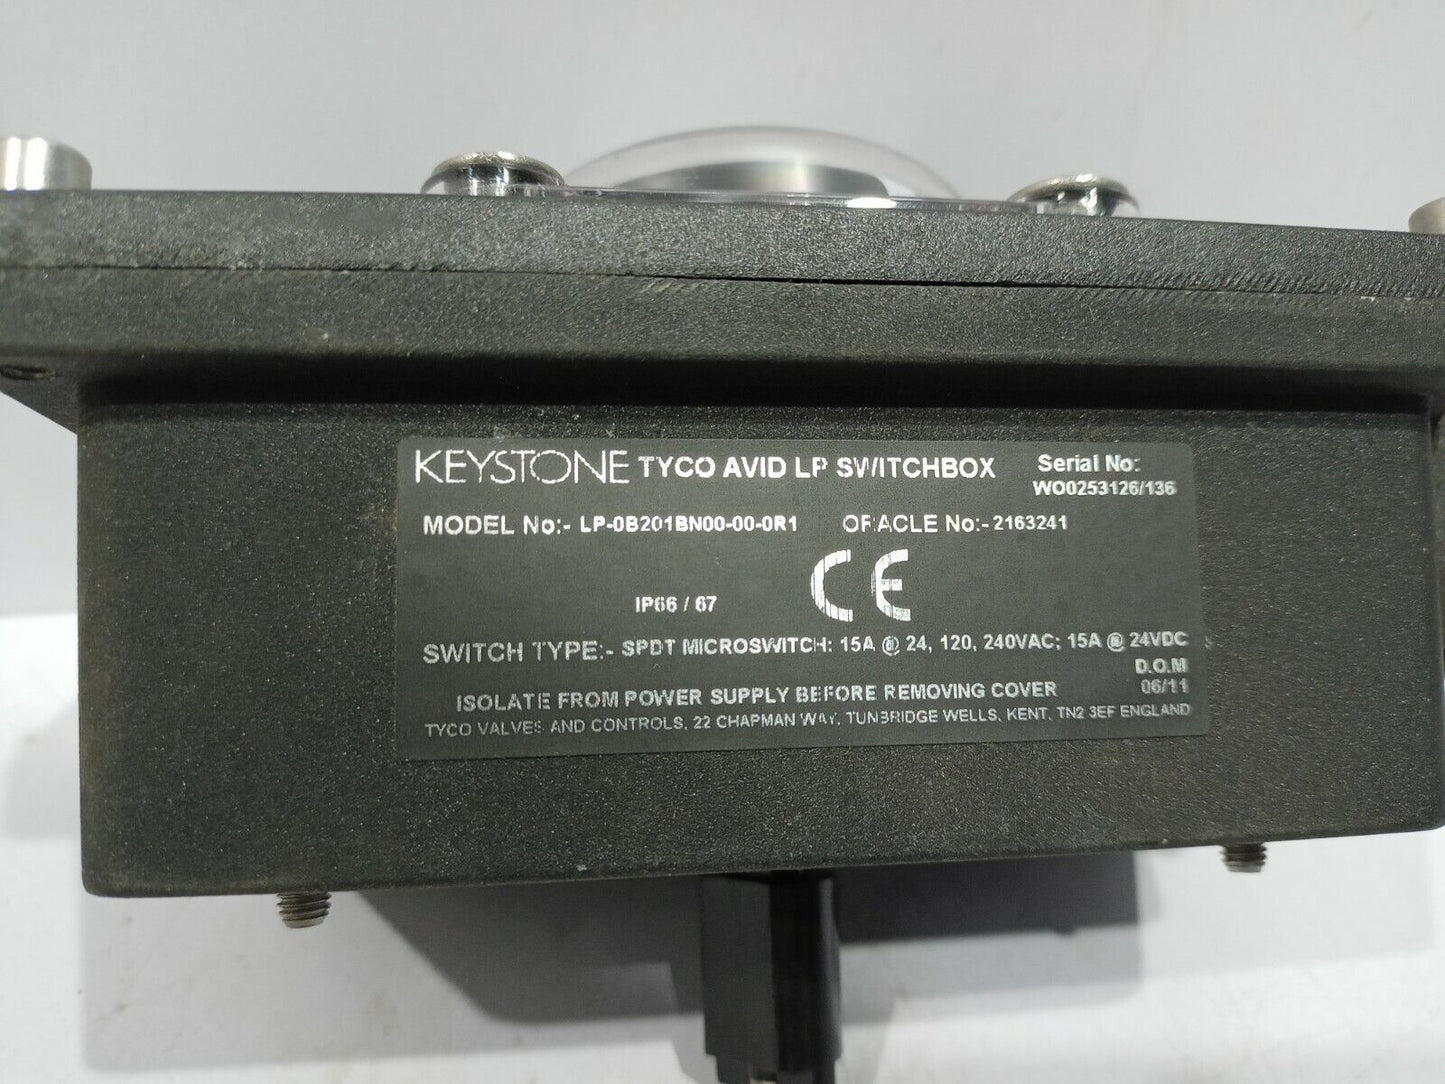 KEYSTONE TYCO AVID LP SWITCHBOX Serial No:
WO0253126/136
MODEL No:- LP-0B201BN00-00-0R1 ORACLE No:- 2163241
CE
IP66 / 67
SWITCH TYPE:- SPDT MICROSWITCH: 15A @ 24, 120, 240VAC; 15A @ 24VDC
D.O.M
06/11
ISOLATE FROM POWER SUPPLY BEFORE REMOVING COVER
TYCO VALVES AND CONTROLS, 22 CHAPMAN WAY, TUNBRIDGE WELLS, KENT, TN2 3EF ENGLAND